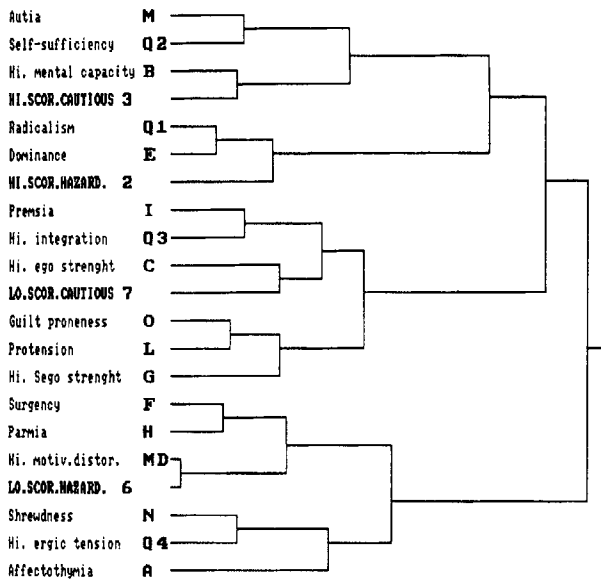 Autia M
Self-sufficiency Q2
Hi. mental capacity B
HI.SCOR.CAUTIOUS 3
Radicalism Q1
Dominance E
HI.SCOR.HAZARD. 2
Premsia I
Hi. integration Q3
Hi. ego strenght C
LO.SCOR.CAUTIOUS 7
Guilt proneness O
Protension L
Hi. Sego strenght G
Surgency F
Parmia H
Hi. motiv.distor. MD
LO.SCOR.HAZARD. 6
Shrewdness N
Hi. ergic tension Q4
Affectothymia A